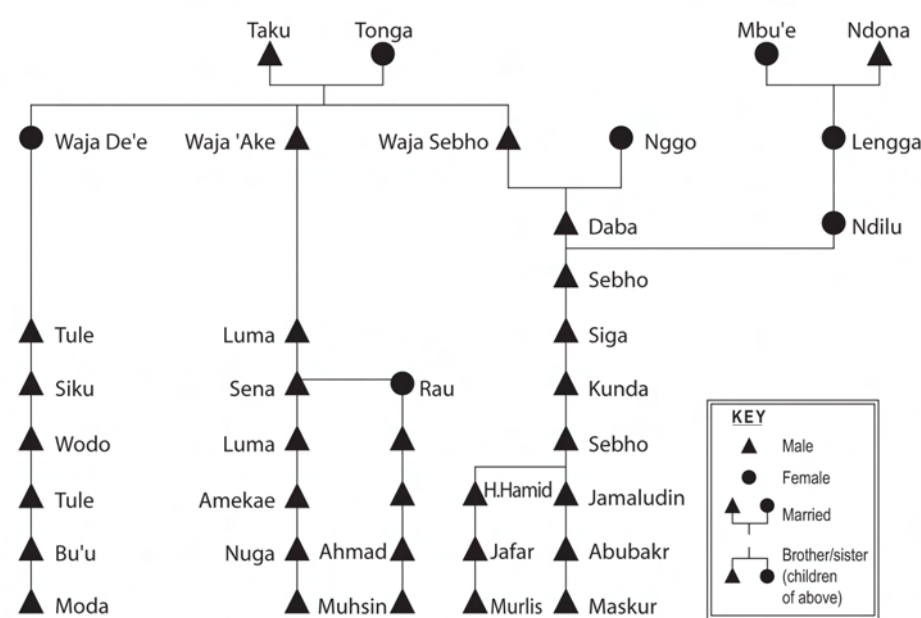 Taku Tonga Mbu'e Ndona
Waja De'e Waja 'Ake Waja Sebho Nggo Lengga
Daba Ndilu
Sebho
Tule Luma Siga
Siku Sena Rau Kunda
Wodo Luma Sebho
Tule Amekae H.Hamid Jamaludin
Bu'u Nuga Ahmad Jafar Abubakr
Moda Muhsin Murlis Maskur
KEY
Male
Female
Married
Brother/sister
(children
of above)